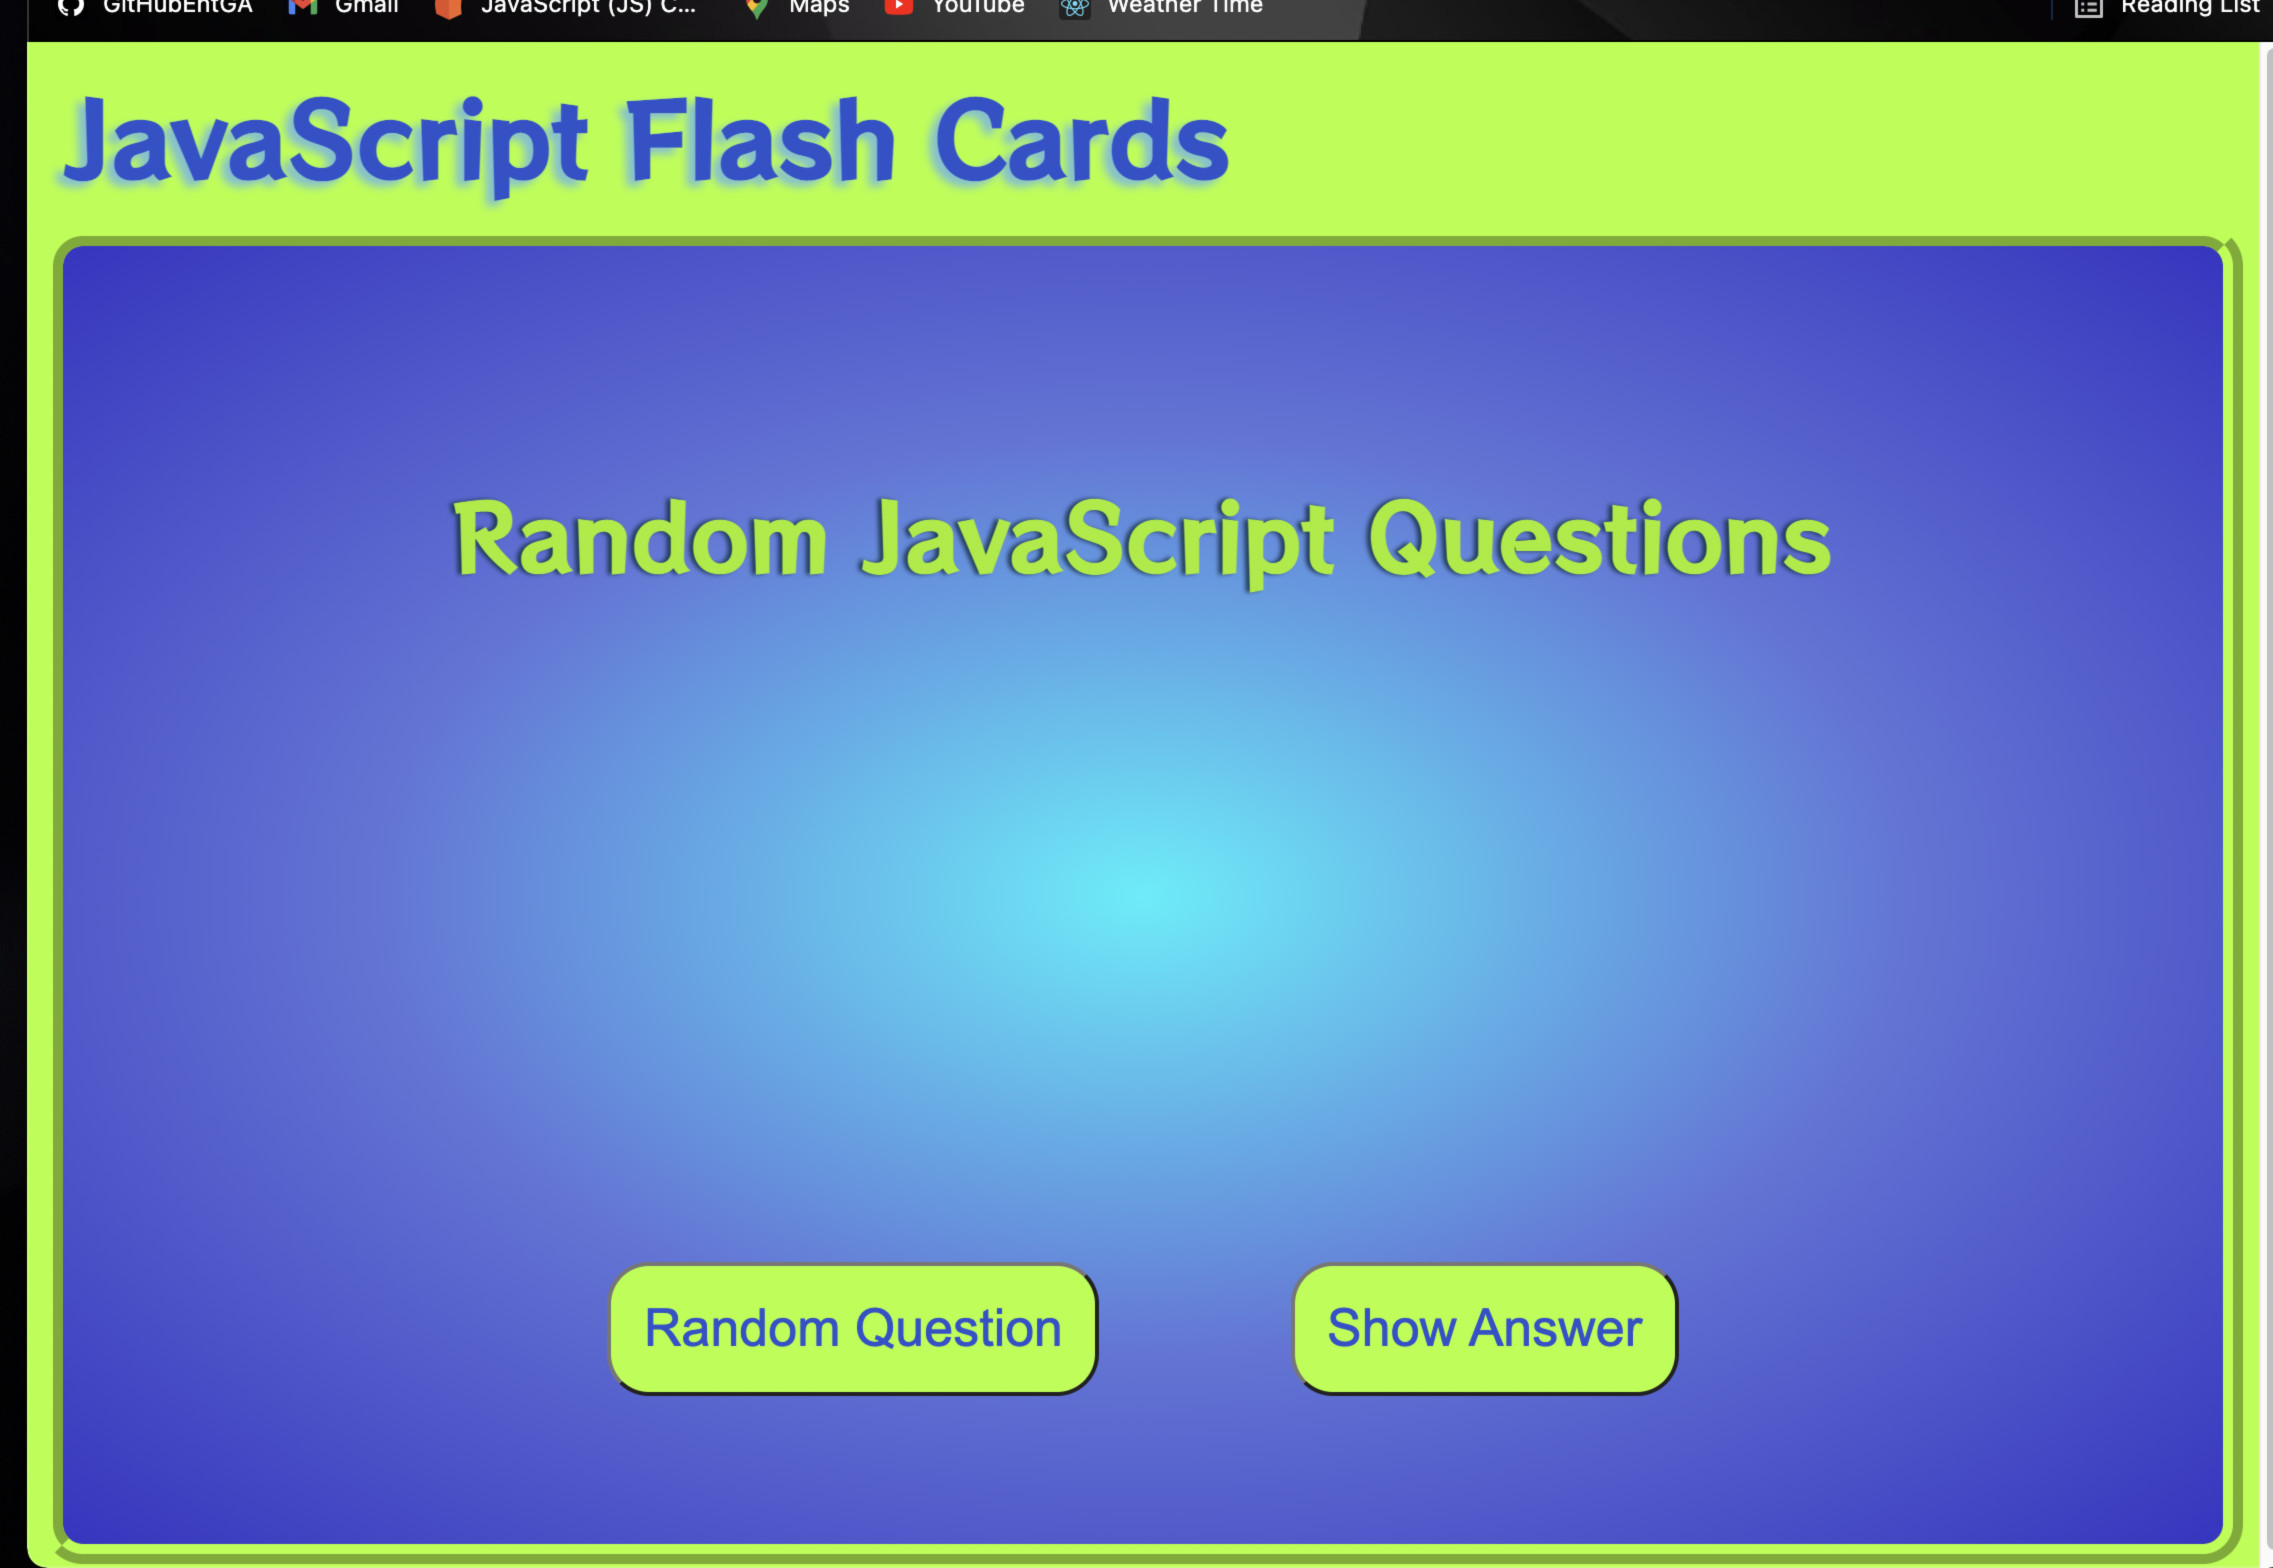 GitHubEntGA Gmail JavaScript (JS) C... Maps YouTube Weather Time Reading List
JavaScript Flash Cards
Random JavaScript Questions
Random Question Show Answer